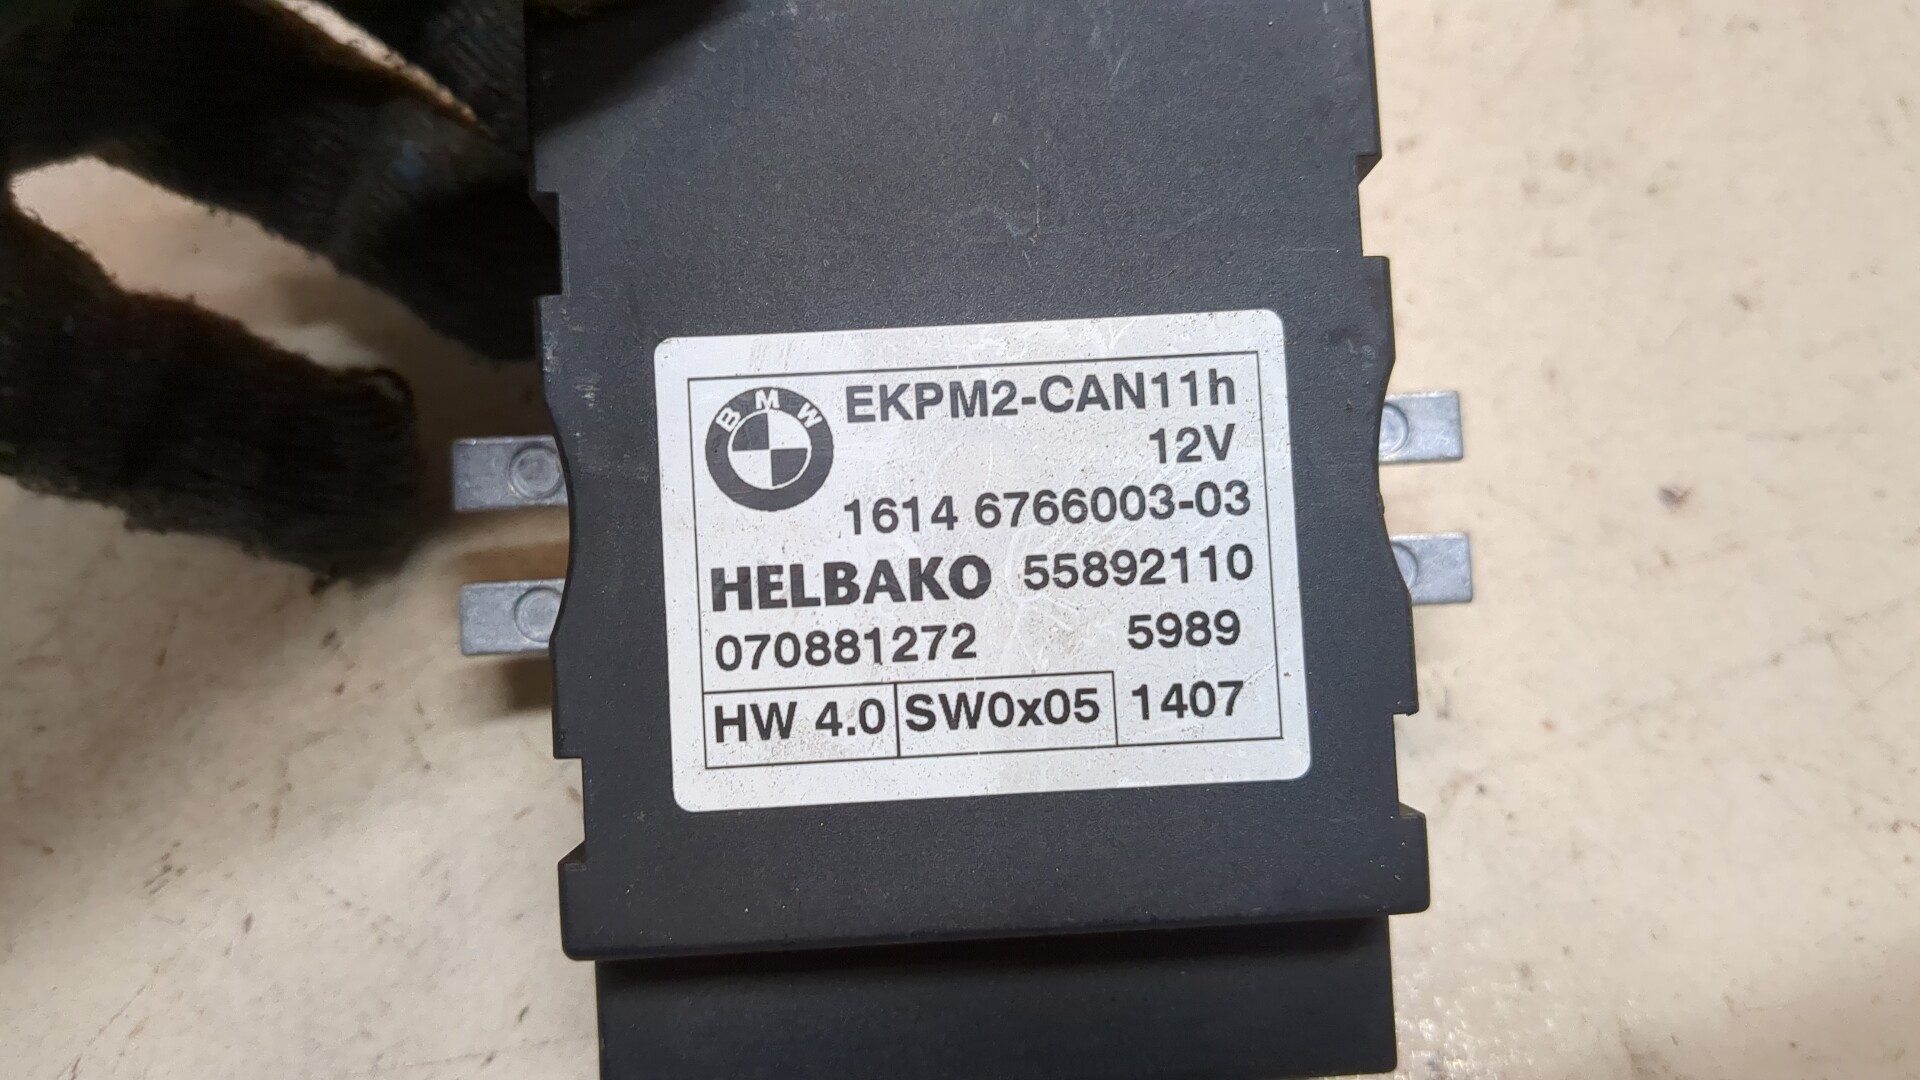 BMW
EKPM2-CAN11h
12V
1614 6766003-03
HELBAKO 55892110
070881272 5989
HW 4.0 SW0x05 1407